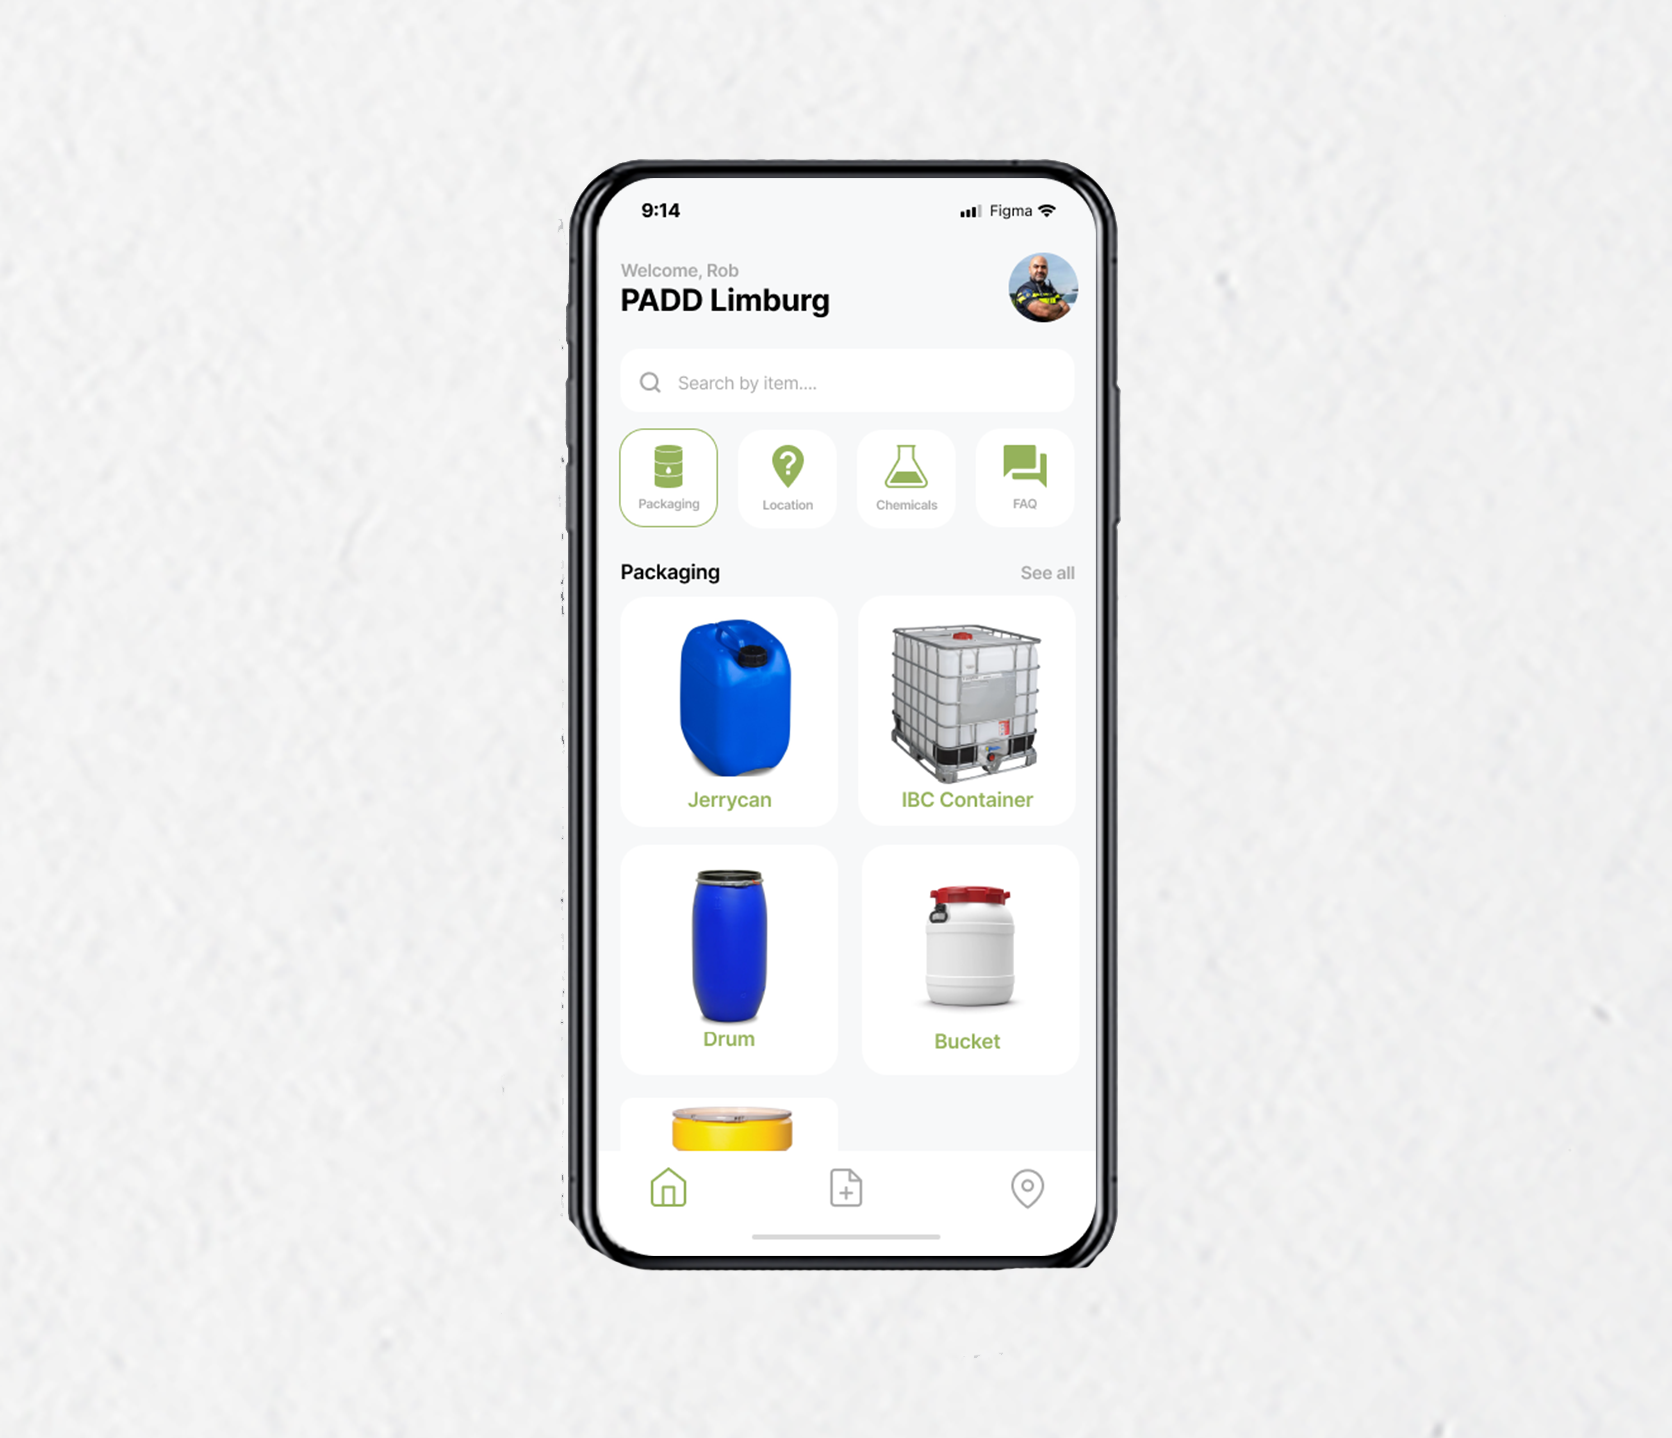 9:14
Figma
Welcome, Rob
PADD Limburg
Search by item....
Packaging
Location
Chemicals
FAQ
Packaging
See all
Jerrycan
IBC Container
Drum
Bucket